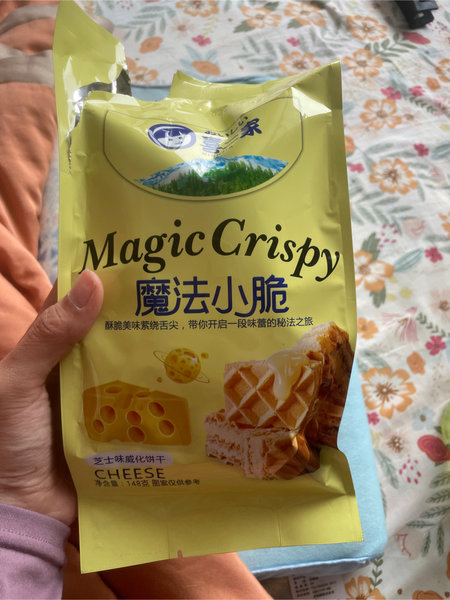 Magic Crispy
魔法小脆
酥脆美味萦绕舌尖，带你开启一段味蕾的秘法之旅
芝士味威化饼干
CHEESE
净含量：148克 图案仅供参考